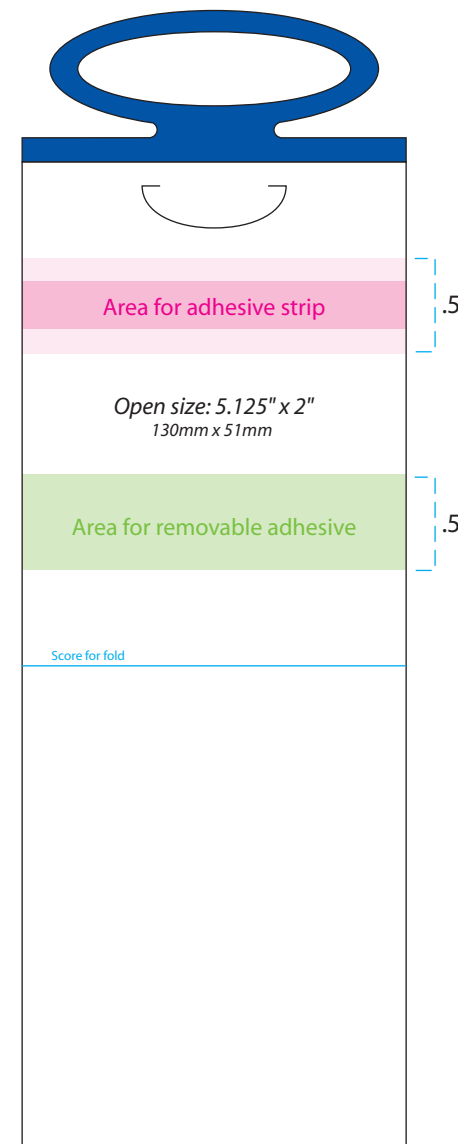 Area for adhesive strip
.5
Open size: 5.125" x 2"
130mm x 51mm
Area for removable adhesive
.5
Score for fold